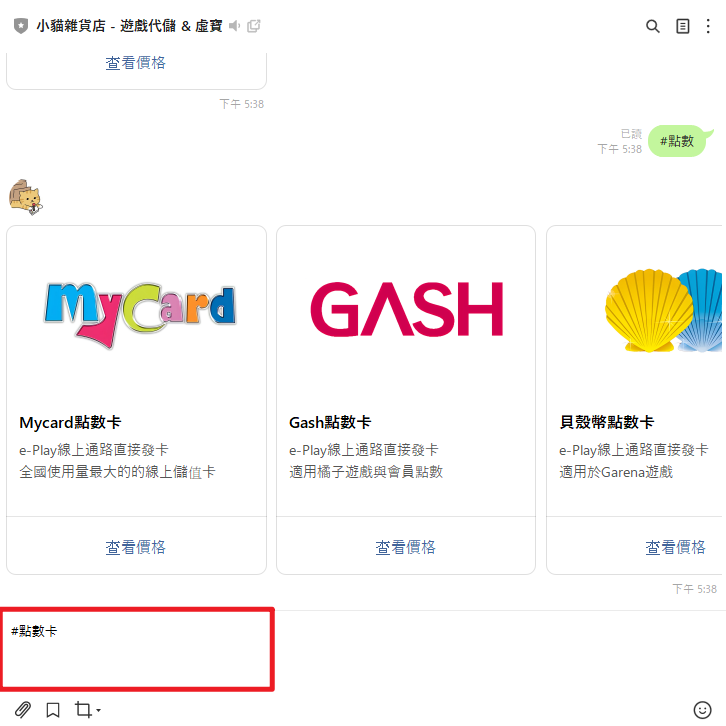 小貓雜貨店 - 遊戲代儲 & 虛寶
查看價格
下午 5:38
已讀
下午 5:38
#點數
MyCard
GASH
Mycard點數卡
e-Play線上通路直接發卡
全國使用量最大的的線上儲值卡
查看價格
Gash點數卡
e-Play線上通路直接發卡
適用橘子遊戲與會員點數
查看價格
貝殼幣點數卡
e-Play線上通路直接發卡
適用於Garena遊戲
查看價格
下午 5:38
#點數卡